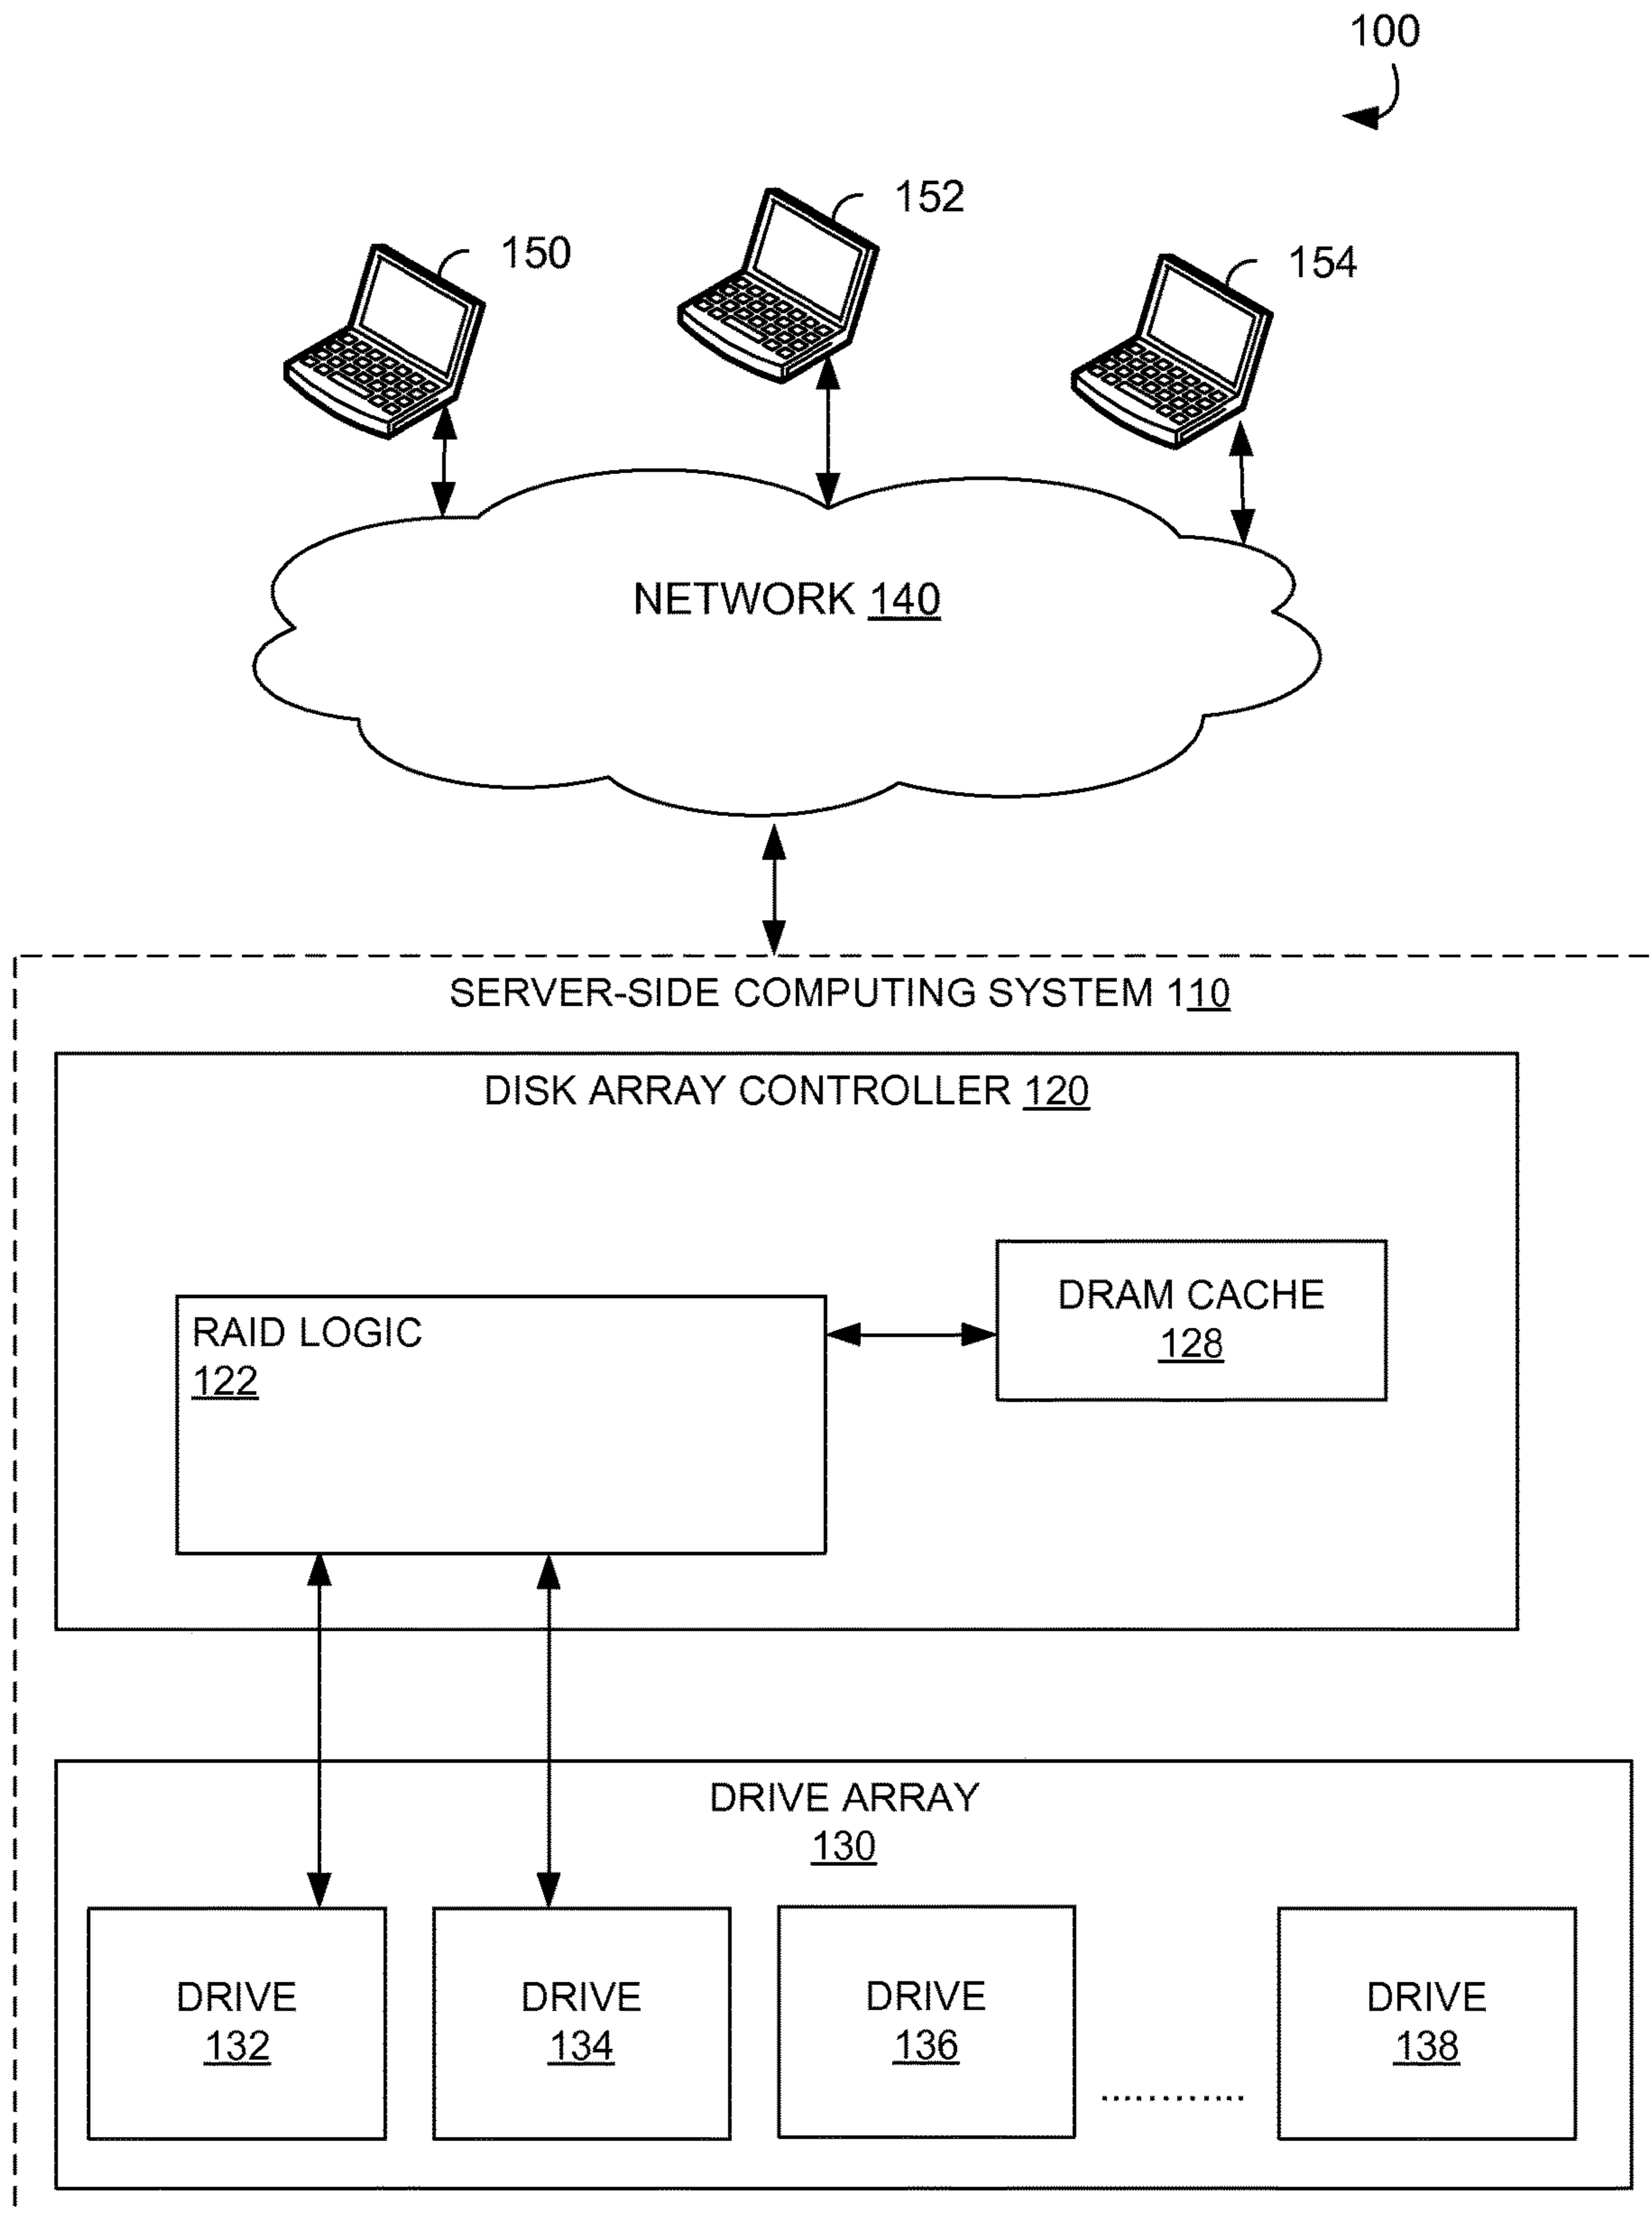 100
152
150
154
NETWORK 140
SERVER-SIDE COMPUTING SYSTEM 110
DISK ARRAY CONTROLLER 120
DRAM CACHE
128
RAID LOGIC
122
DRIVE ARRAY
130
DRIVE
132
DRIVE
134
DRIVE
136
............
DRIVE
138